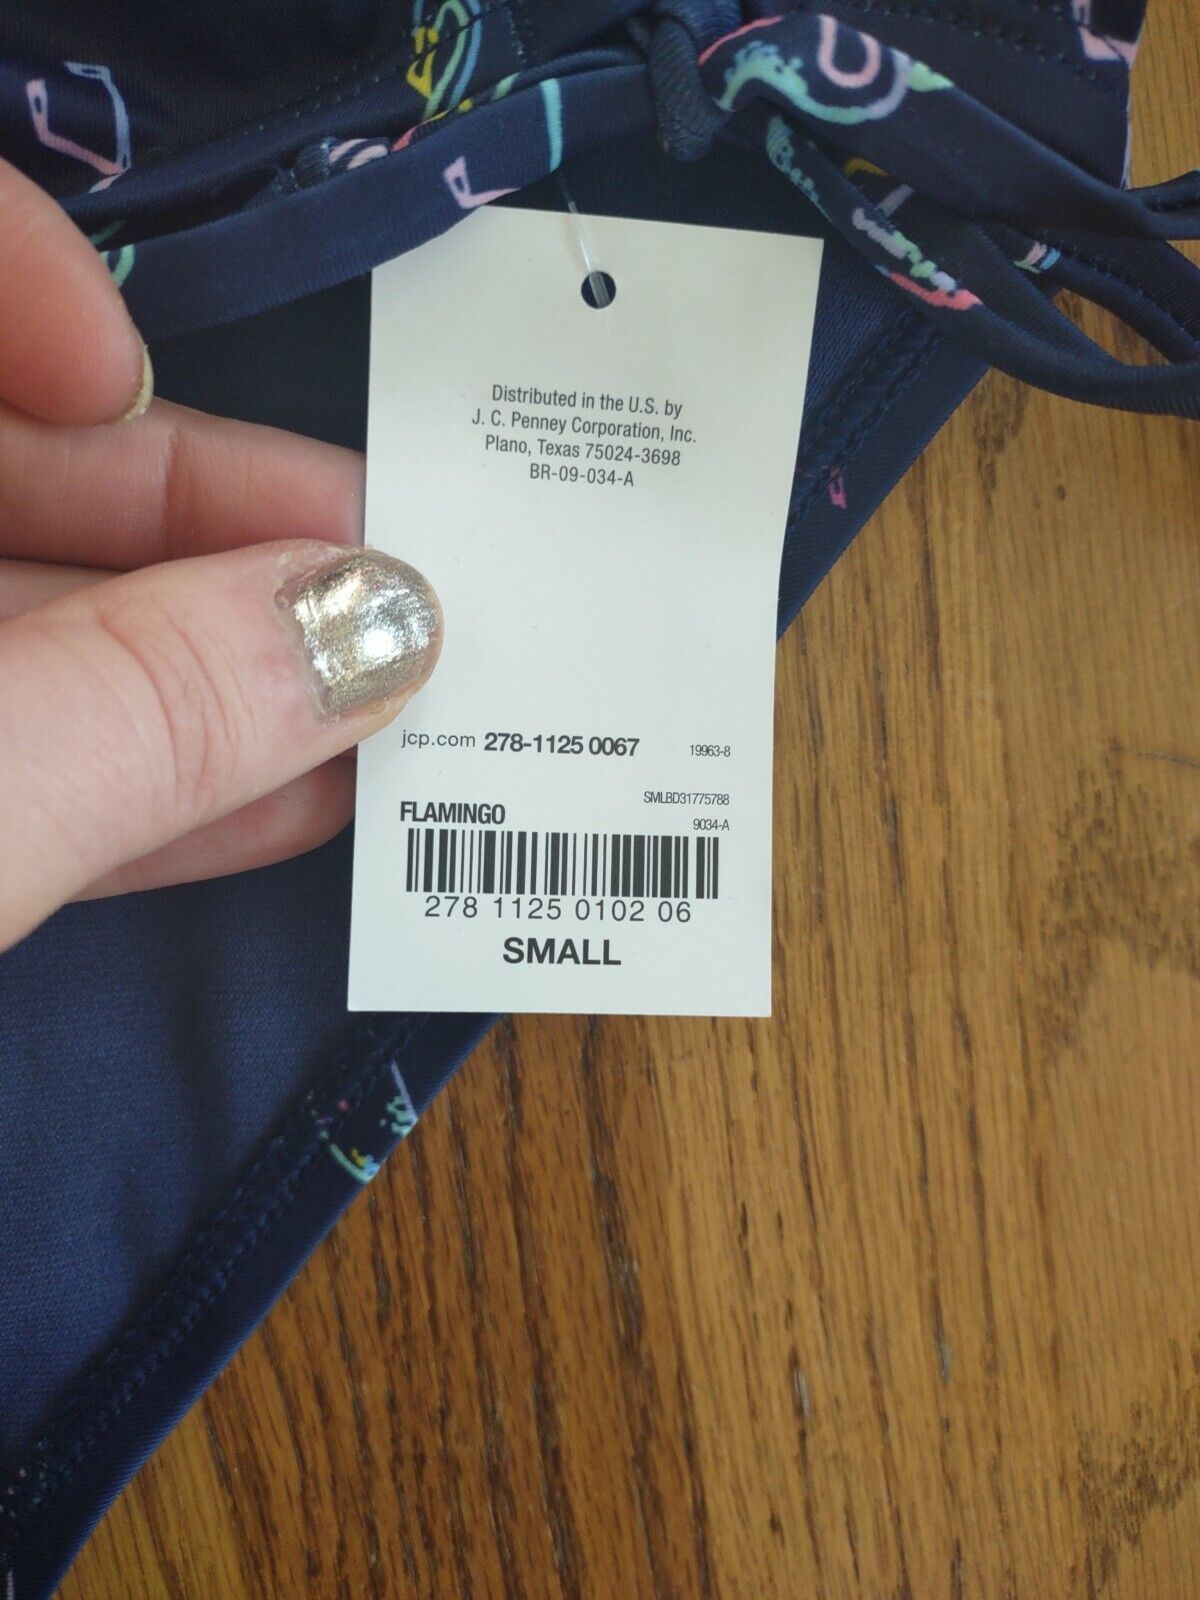 Distributed in the U.S. by
J. C. Penney Corporation, Inc.
Plano, Texas 75024-3698
BR-09-034-A
jcp.com 278-1125 0067 19963-8
SMLBD31775788
FLAMINGO 9034-A
278 1125 0102 06
SMALL